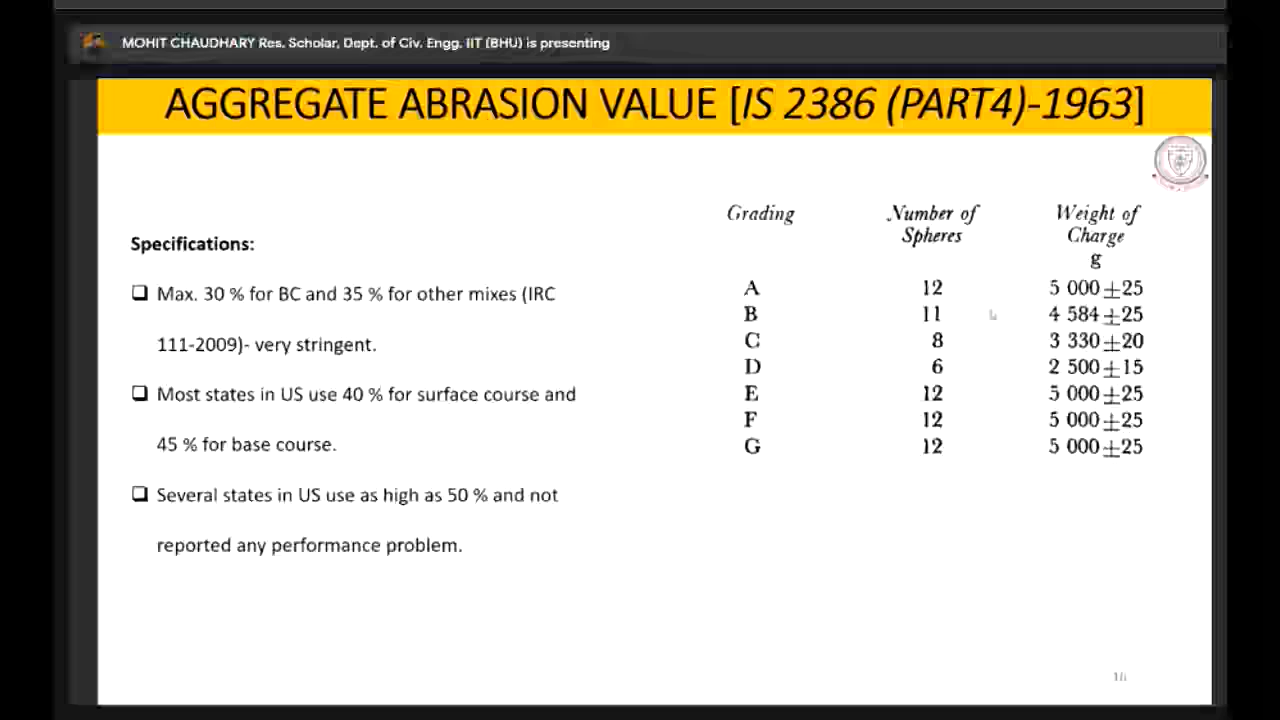 MOHIT CHAUDHARY Res. Scholar, Dept. of Civ. Engg. IIT (BHU) is presenting
AGGREGATE ABRASION VALUE [IS 2386 (PART4)-1963]
Specifications:
❑ Max. 30 % for BC and 35 % for other mixes (IRC
111-2009)- very stringent.
❑ Most states in US use 40 % for surface course and
45 % for base course.
❑ Several states in US use as high as 50 % and not
reported any performance problem.
Grading Number of Weight of
Spheres Charge
g
A 12 5 000 ±25
B 11 4 584 ±25
C 8 3 330 ±20
D 6 2 500 ±15
E 12 5 000 ±25
F 12 5 000 ±25
G 12 5 000 ±25